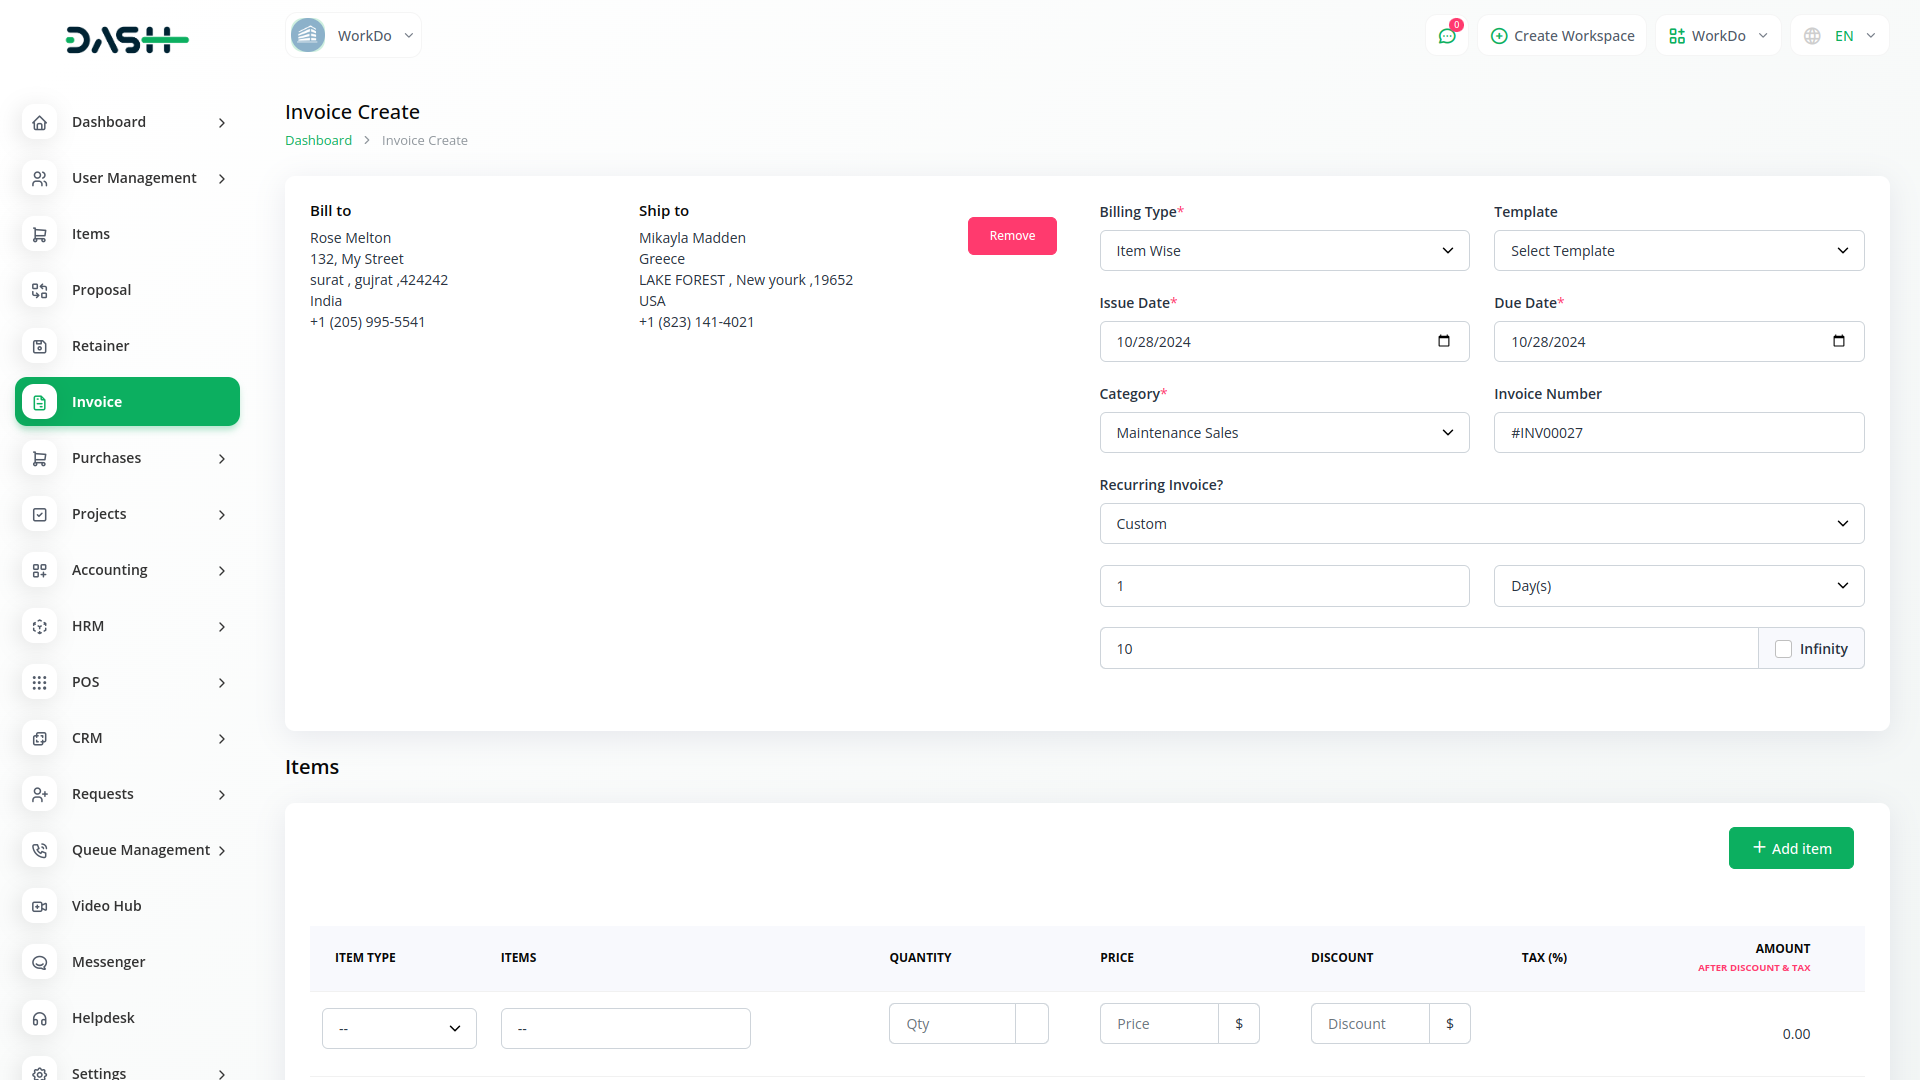 DASH
WorkDo
0
Create Workspace
WorkDo
EN
Dashboard
User Management
Items
Proposal
Retainer
Invoice
Purchases
Projects
Accounting
HRM
POS
CRM
Requests
Queue Management
Video Hub
Messenger
Helpdesk
Settings
Invoice Create
Dashboard > Invoice Create
Bill to
Rose Melton
132, My Street
surat , gujrat ,424242
India
+1 (205) 995-5541
Ship to
Mikayla Madden
Greece
LAKE FOREST , New yourk ,19652
USA
+1 (823) 141-4021
Remove
Billing Type*
Item Wise
Template
Select Template
Issue Date*
10/28/2024
Due Date*
10/28/2024
Category*
Maintenance Sales
Invoice Number
#INV00027
Recurring Invoice?
Custom
1
Day(s)
10
Infinity
Items
+ Add item
ITEM TYPE ITEMS QUANTITY PRICE DISCOUNT TAX (%) AMOUNT
AFTER DISCOUNT & TAX
-- -- Qty Price $ Discount $ 0.00